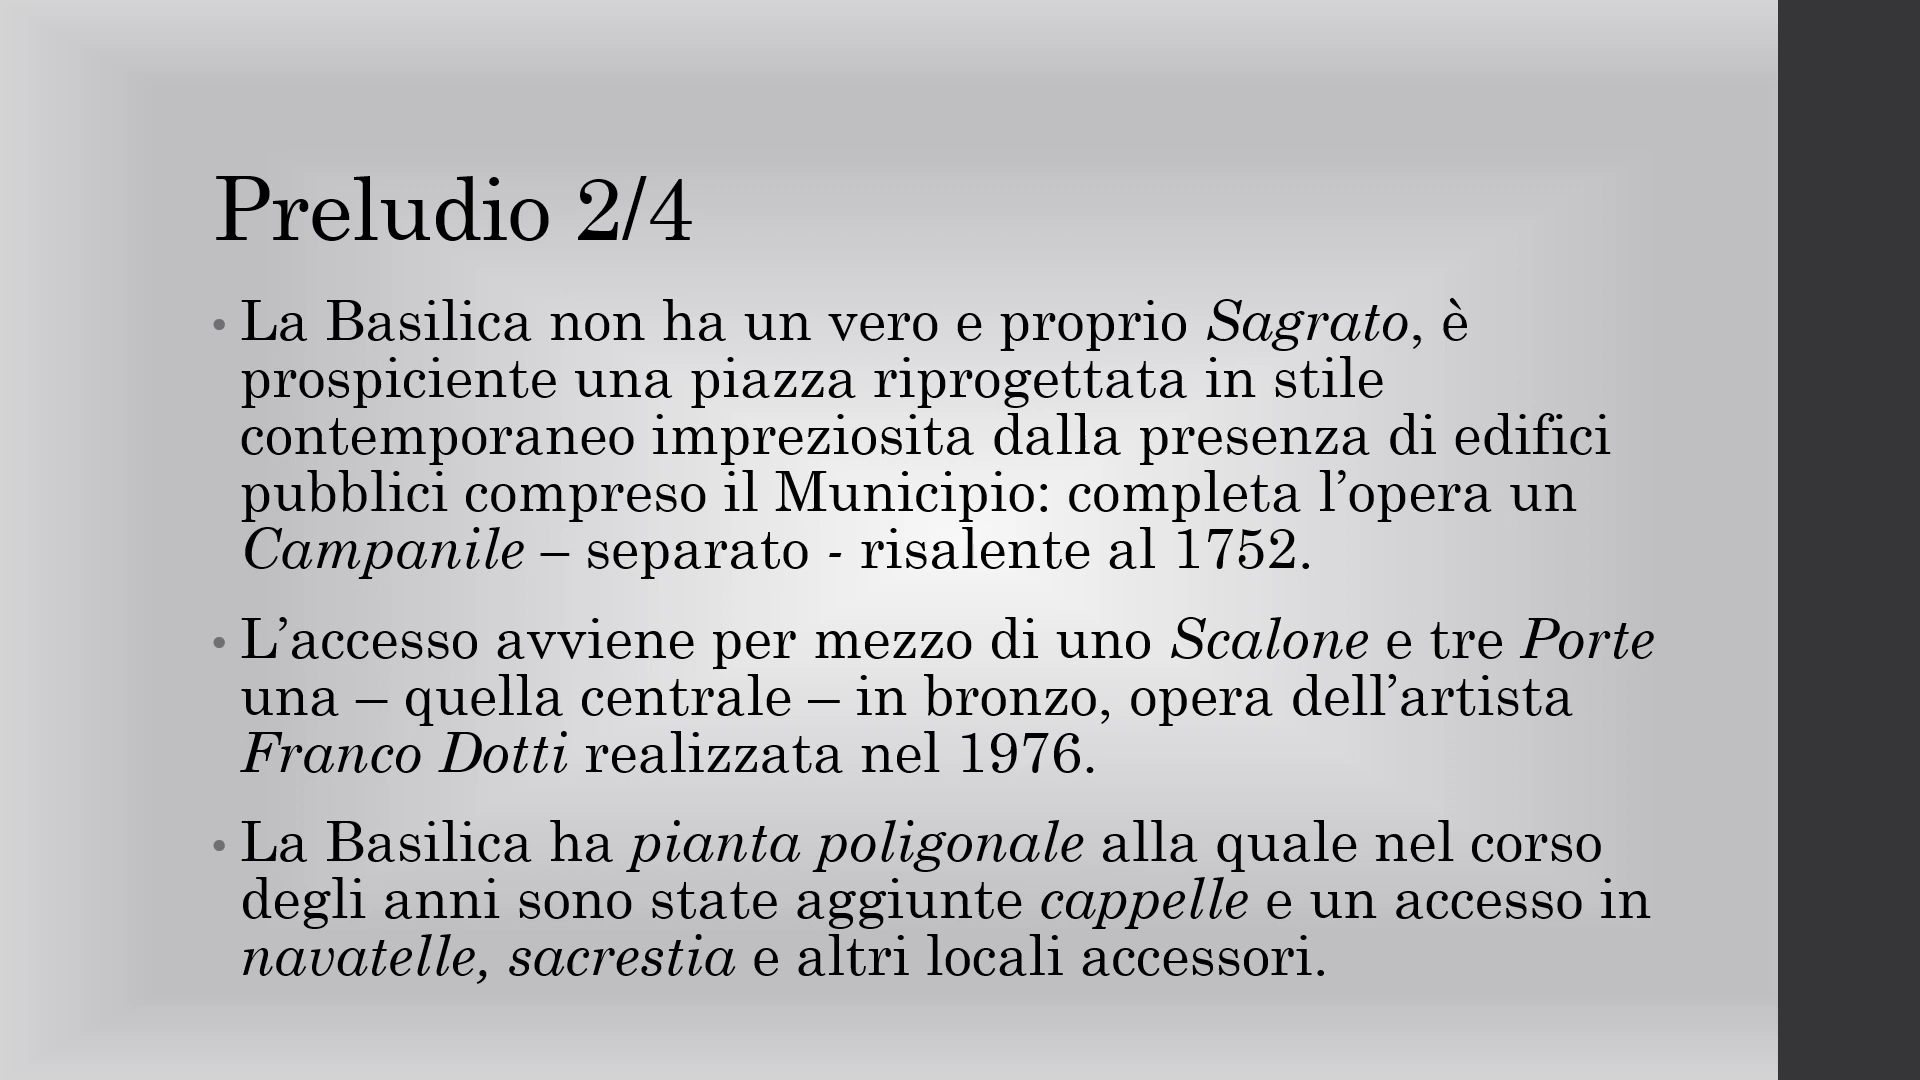 Preludio 2/4
• La Basilica non ha un vero e proprio Sagrato, è
prospiciente una piazza riprogettata in stile
contemporaneo impreziosita dalla presenza di edifici
pubblici compreso il Municipio: completa l’opera un
Campanile – separato - risalente al 1752.
• L’accesso avviene per mezzo di uno Scalone e tre Porte
una – quella centrale – in bronzo, opera dell’artista
Franco Dotti realizzata nel 1976.
• La Basilica ha pianta poligonale alla quale nel corso
degli anni sono state aggiunte cappelle e un accesso in
navatelle, sacrestia e altri locali accessori.